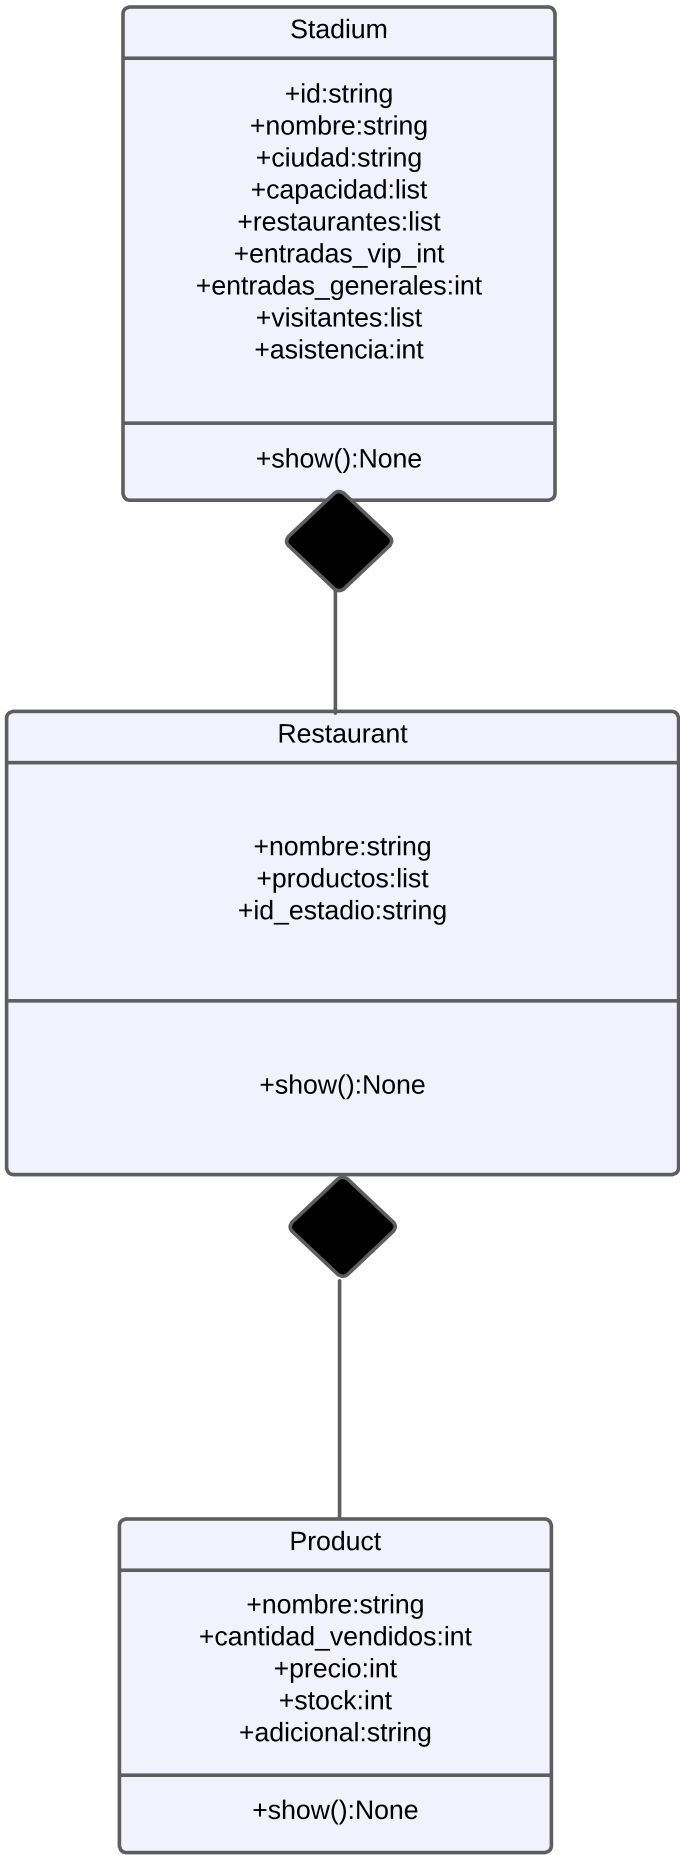 Stadium
+id:string
+nombre:string
+ciudad:string
+capacidad:list
+restaurantes:list
+entradas_vip_int
+entradas_generales:int
+visitantes:list
+asistencia:int
+show():None
Restaurant
+nombre:string
+productos:list
+id_estadio:string
+show():None
Product
+nombre:string
+cantidad_vendidos:int
+precio:int
+stock:int
+adicional:string
+show():None